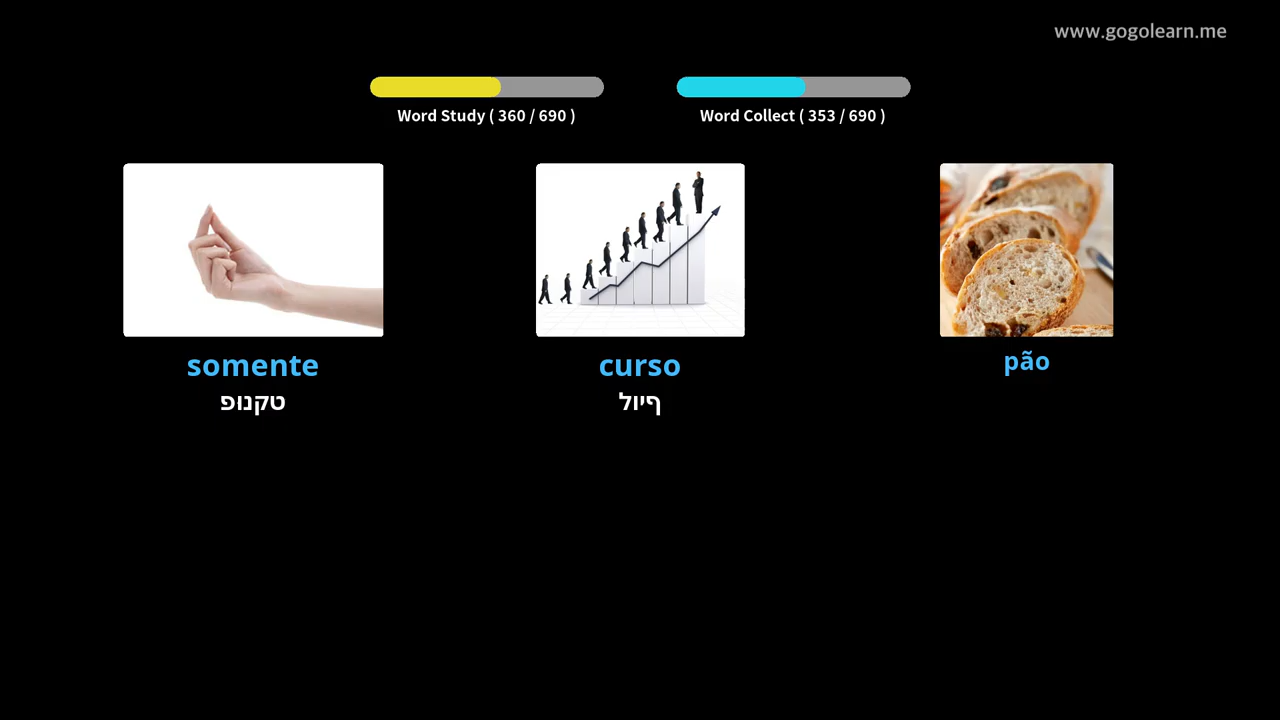 www.gogolearn.me
Word Study ( 360 / 690 )
Word Collect ( 353 / 690 )
somente
טקנופ
curso
ףיול
pão